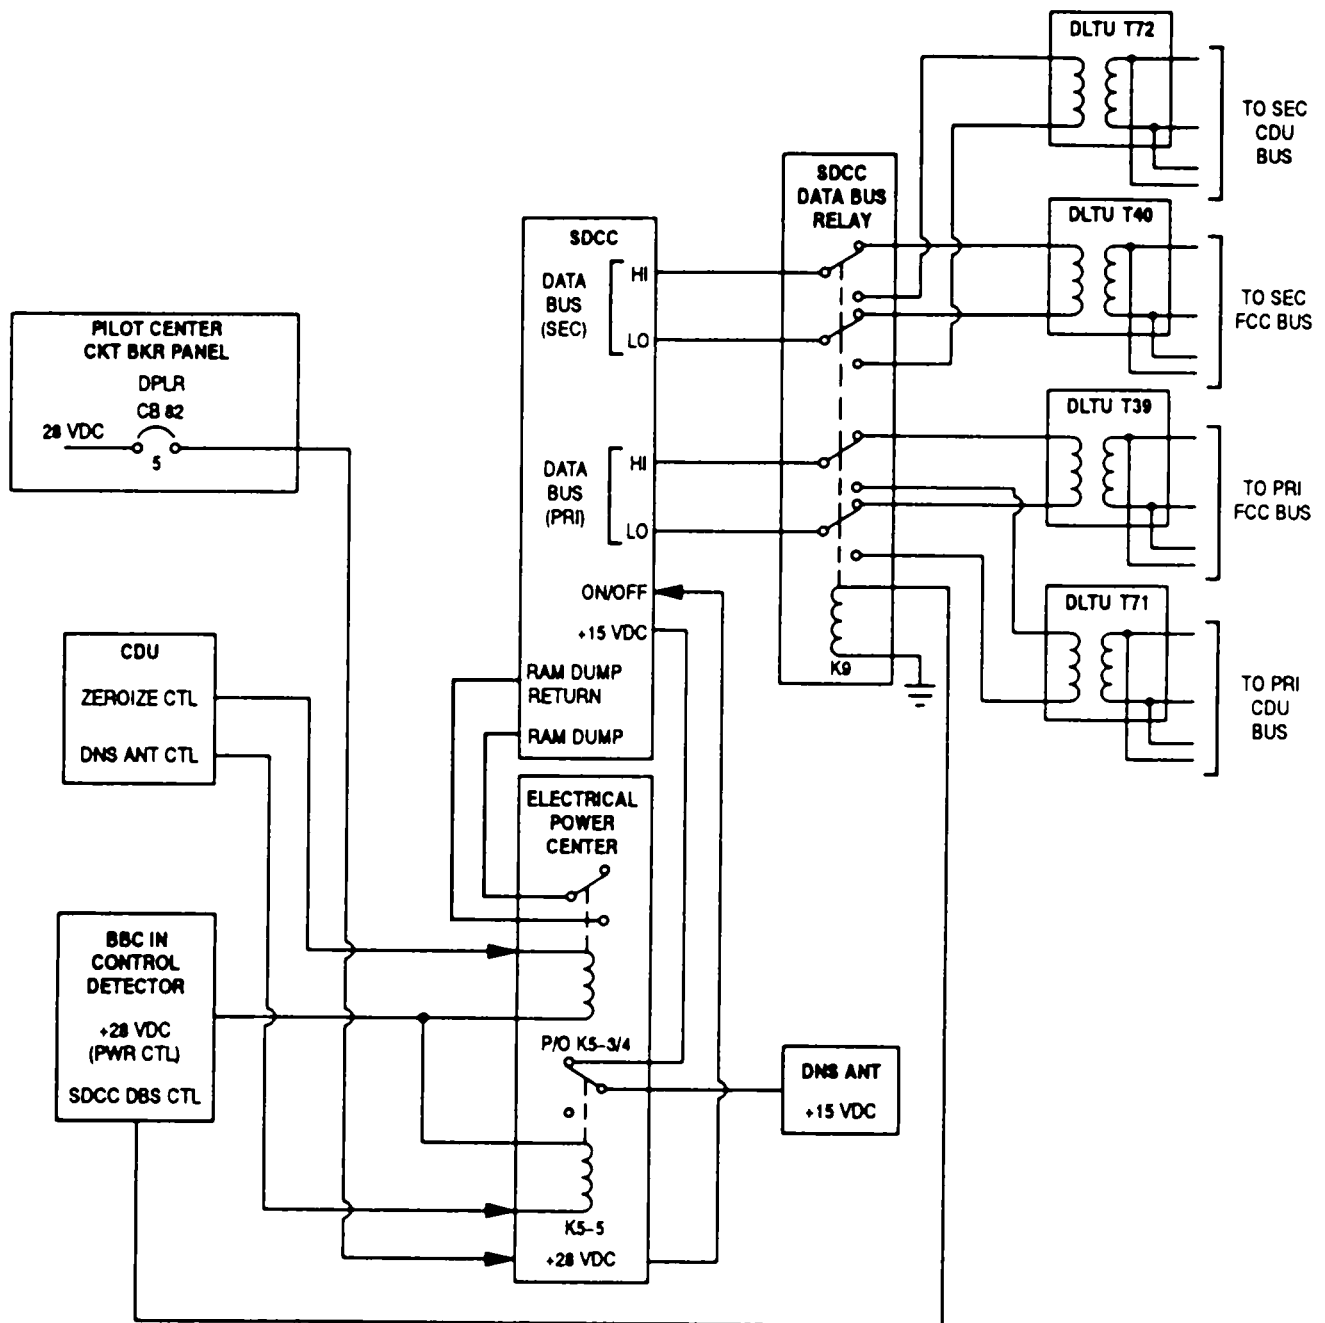 DLTU T72
TO SEC
CDU
BUS
SDCC
DATA BUS
RELAY
DLTU T40
TO SEC
FCC BUS
SDCC
DATA
BUS
(SEC)
HI
LO
PILOT CENTER
CKT BKR PANEL
DPLR
CB 82
28 VDC
5
DLTU T39
TO PRI
FCC BUS
DATA
BUS
(PRI)
HI
LO
ON/OFF
+15 VDC
RAM DUMP
RETURN
RAM DUMP
K9
DLTU T71
TO PRI
CDU
BUS
CDU
ZEROIZE CTL
DNS ANT CTL
ELECTRICAL
POWER
CENTER
BBC IN
CONTROL
DETECTOR
+28 VDC
(PWR CTL)
SDCC DBS CTL
P/O K5-3/4
K5-5
+28 VDC
DNS ANT
+15 VDC